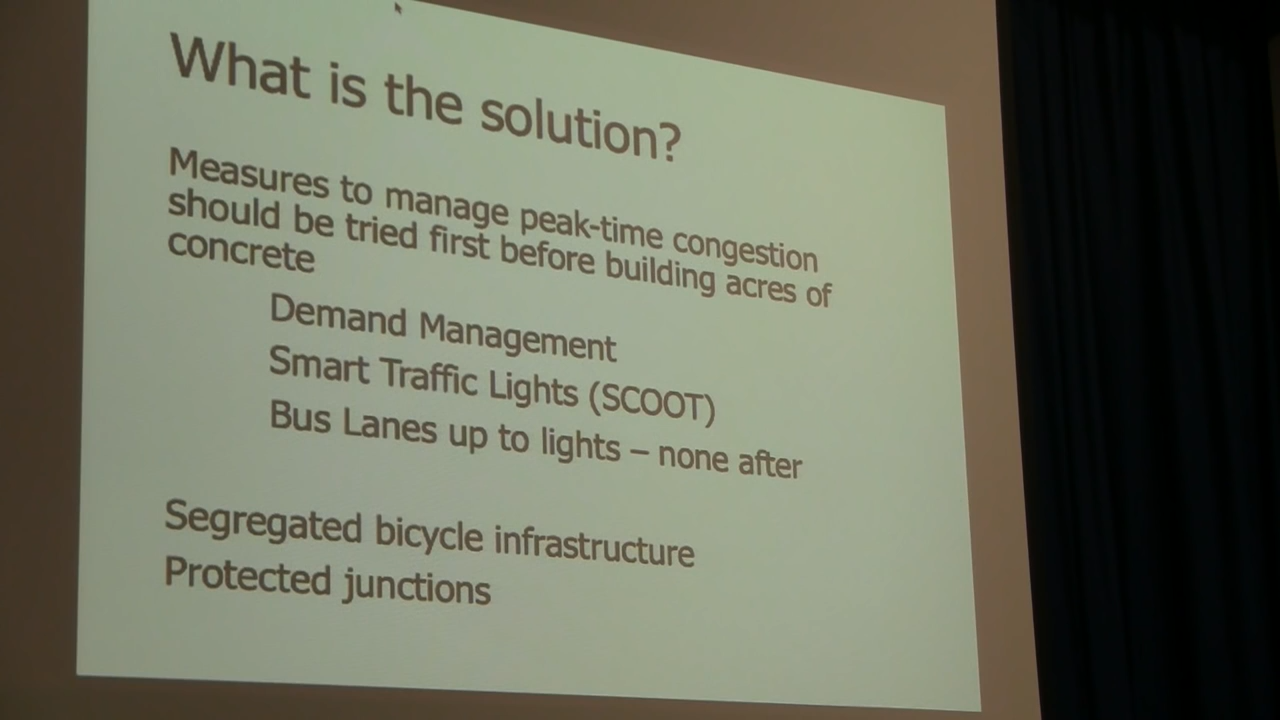 What is the solution?
Measures to manage peak-time congestion
should be tried first before building acres of
concrete
Demand Management
Smart Traffic Lights (SCOOT)
Bus Lanes up to lights – none after
Segregated bicycle infrastructure
Protected junctions